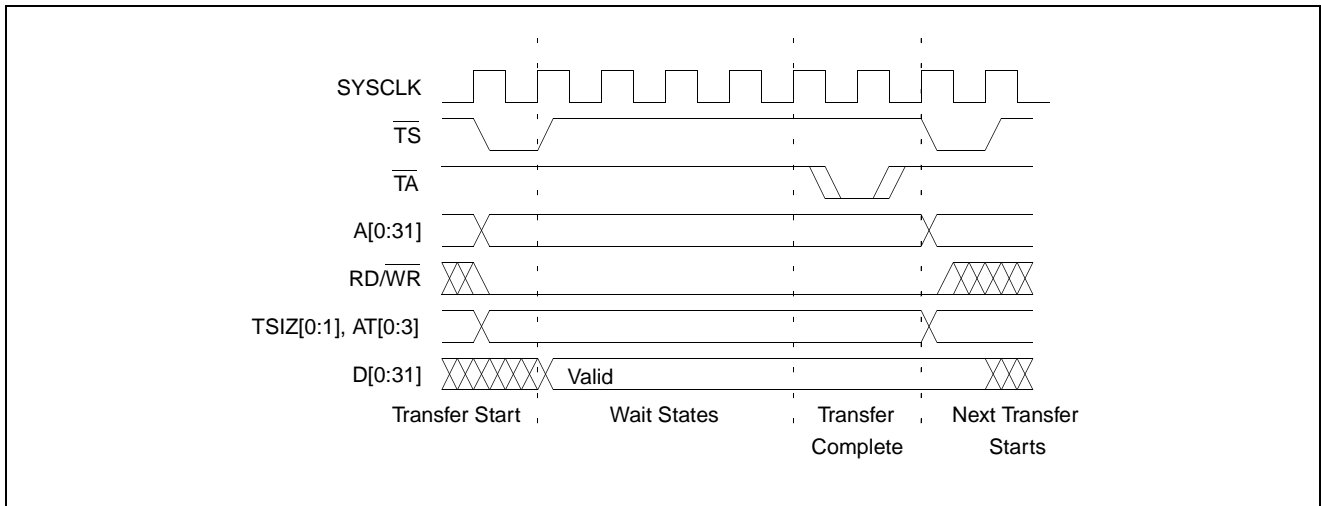 SYSCLK
TS
TA
A[0:31]
RD/WR
TSIZ[0:1], AT[0:3]
D[0:31]
Valid
Transfer Start
Wait States
Transfer
Complete
Next Transfer
Starts